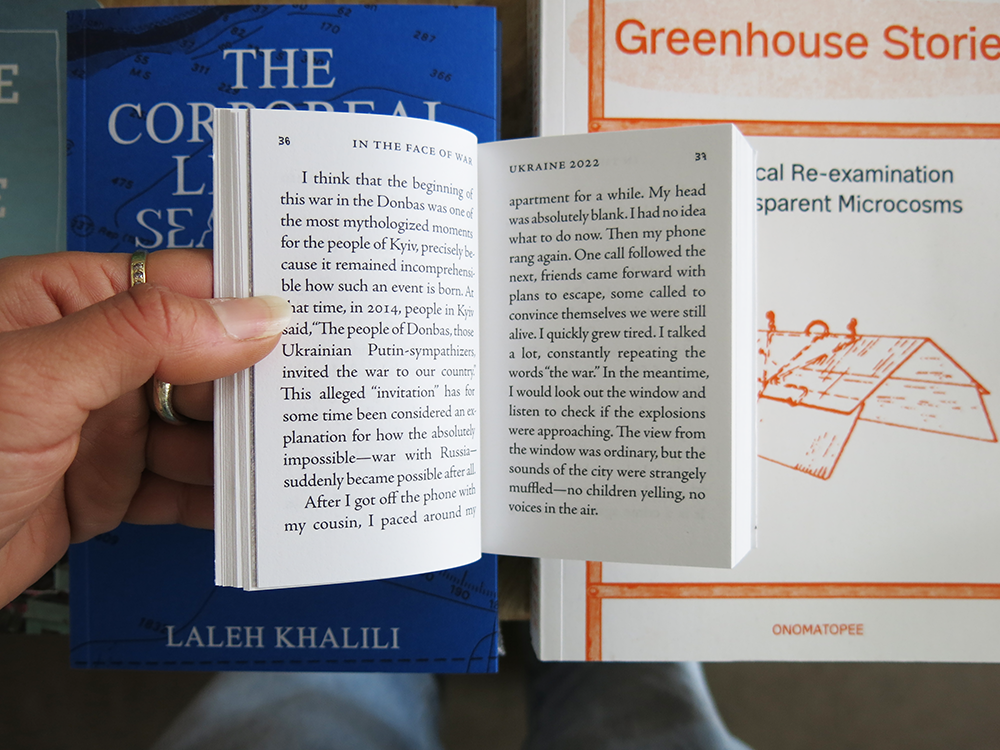 THE
CORPOREAL
L
SEA
LALEH KHALILI
36
IN THE FACE OF WAR
I think that the beginning of
this war in the Donbas was one of
the most mythologized moments
for the people of Kyiv, precisely be-
cause it remained incomprehensi-
ble how such an event is born. At
hat time, in 2014, people in Kyiv
said, “The people of Donbas, those
Ukrainian Putin-sympathizers,
invited the war to our country.”
This alleged “invitation” has for
some time been considered an ex-
planation for how the absolutely
impossible—war with Russia—
suddenly became possible after all.
After I got off the phone with
my cousin, I paced around my
UKRAINE 2022
37
apartment for a while. My head
was absolutely blank. I had no idea
what to do now. Then my phone
rang again. One call followed the
next, friends came forward with
plans to escape, some called to
convince themselves we were still
alive. I quickly grew tired. I talked
a lot, constantly repeating the
words “the war.” In the meantime,
I would look out the window and
listen to check if the explosions
were approaching. The view from
the window was ordinary, but the
sounds of the city were strangely
muffled—no children yelling, no
voices in the air.
Greenhouse Storie
cal Re-examination
sparent Microcosms
ONOMATOPEE